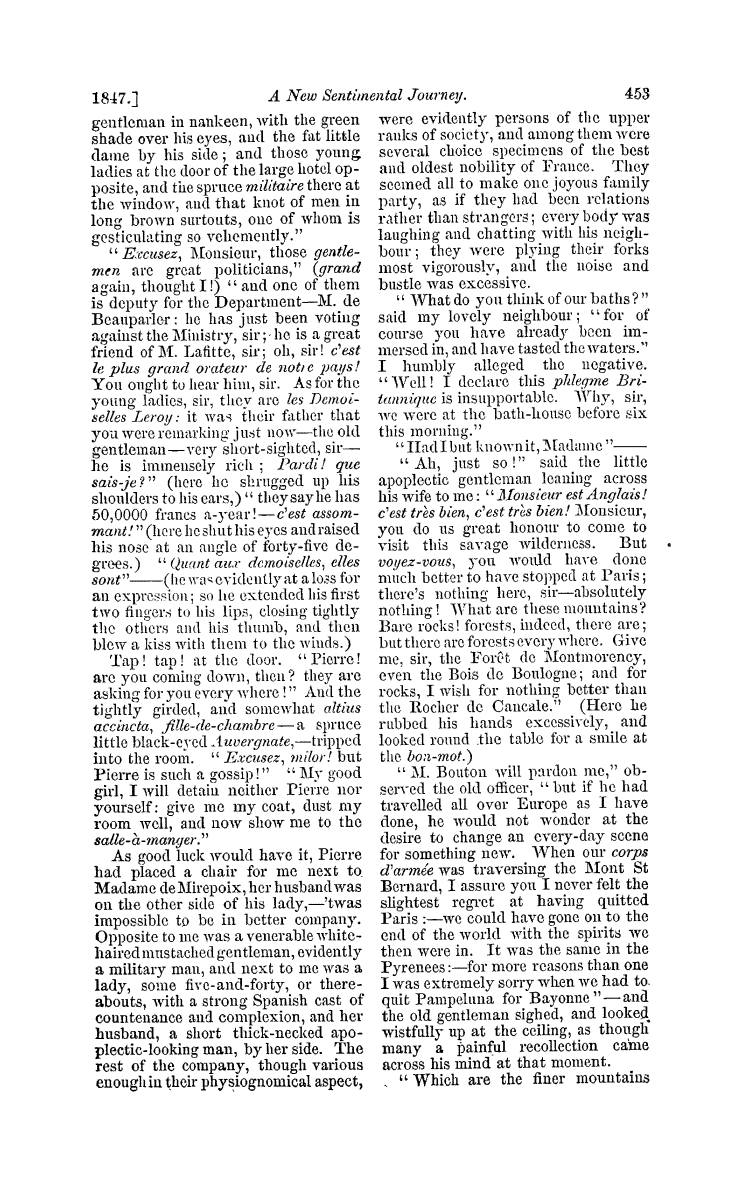 1847.] A New Sentimental Journey. 453
gentleman in nankeen, with the green
shade over his eyes, and the fat little
dame by his side; and those young
ladies at the door of the large hotel op-
posite, and the spruce militaire there at
the window, and that knot of men in
long brown surtouts, one of whom is
gesticulating so vehemently."
"Excusez, Monsieur, those gentle-
men are great politicians," (grand
again, thought I!) "and one of them
is deputy for the Department—M. de
Beauparler: he has just been voting
against the Ministry, sir; he is a great
friend of M. Lafitte, sir; oh, sir! c'est
le plus grand orateur de notre pays!
You ought to hear him, sir. As for the
young ladies, sir, they are les Demoi-
selles Leroy: it was their father that
you were remarking just now—the old
gentleman—very short-sighted, sir—
he is immensely rich; Pardi! que
sais-je?" (here he shrugged up his
shoulders to his ears,) "they say he has
50,0000 francs a-year!—c'est assom-
mant!" (here he shut his eyes and raised
his nose at an angle of forty-five de-
grees.) "Quant aux demoiselles, elles
sont"——(he was evidently at a loss for
an expression; so he extended his first
two fingers to his lips, closing tightly
the others and his thumb, and then
blew a kiss with them to the winds.)
Tap! tap! at the door. "Pierre!
are you coming down, then? they are
asking for you every where!" And the
tightly girded, and somewhat altius
accincta, fille-de-chambre—a spruce
little black-eyed Auvergnate,—tripped
into the room. "Excusez, milor! but
Pierre is such a gossip!" "My good
girl, I will detain neither Pierre nor
yourself: give me my coat, dust my
room well, and now show me to the
salle-à-manger."
As good luck would have it, Pierre
had placed a chair for me next to
Madame de Mirepoix, her husband was
on the other side of his lady,—'twas
impossible to be in better company.
Opposite to me was a venerable white-
haired mustached gentleman, evidently
a military man, and next to me was a
lady, some five-and-forty, or there-
abouts, with a strong Spanish cast of
countenance and complexion, and her
husband, a short thick-necked apo-
plectic-looking man, by her side. The
rest of the company, though various
enough in their physiognomical aspect,
were evidently persons of the upper
ranks of society, and among them were
several choice specimens of the best
and oldest nobility of France. They
seemed all to make one joyous family
party, as if they had been relations
rather than strangers; every body was
laughing and chatting with his neigh-
bour; they were plying their forks
most vigorously, and the noise and
bustle was excessive.
"What do you think of our baths?"
said my lovely neighbour; "for of
course you have already been im-
mersed in, and have tasted the waters."
I humbly alleged the negative.
"Well! I declare this phlegme Bri-
tannique is insupportable. Why, sir,
we were at the bath-house before six
this morning."
"Had I but known it, Madame"——
"Ah, just so!" said the little
apoplectic gentleman leaning across
his wife to me: "Monsieur est Anglais!
c'est très bien, c'est très bien! Monsieur,
you do us great honour to come to
visit this savage wilderness. But
voyez-vous, you would have done
much better to have stopped at Paris;
there's nothing here, sir—absolutely
nothing! What are these mountains?
Bare rocks! forests, indeed, there are;
but there are forests every where. Give
me, sir, the Forêt de Montmorency,
even the Bois de Boulogne; and for
rocks, I wish for nothing better than
the Rocher de Cancale." (Here he
rubbed his hands excessively, and
looked round the table for a smile at
the bon-mot.)
"M. Bouton will pardon me," ob-
served the old officer, "but if he had
travelled all over Europe as I have
done, he would not wonder at the
desire to change an every-day scene
for something new. When our corps
d'armée was traversing the Mont St
Bernard, I assure you I never felt the
slightest regret at having quitted
Paris:—we could have gone on to the
end of the world with the spirits we
then were in. It was the same in the
Pyrenees:—for more reasons than one
I was extremely sorry when we had to
quit Pampeluna for Bayonne"—and
the old gentleman sighed, and looked
wistfully up at the ceiling, as though
many a painful recollection came
across his mind at that moment.
"Which are the finer mountains